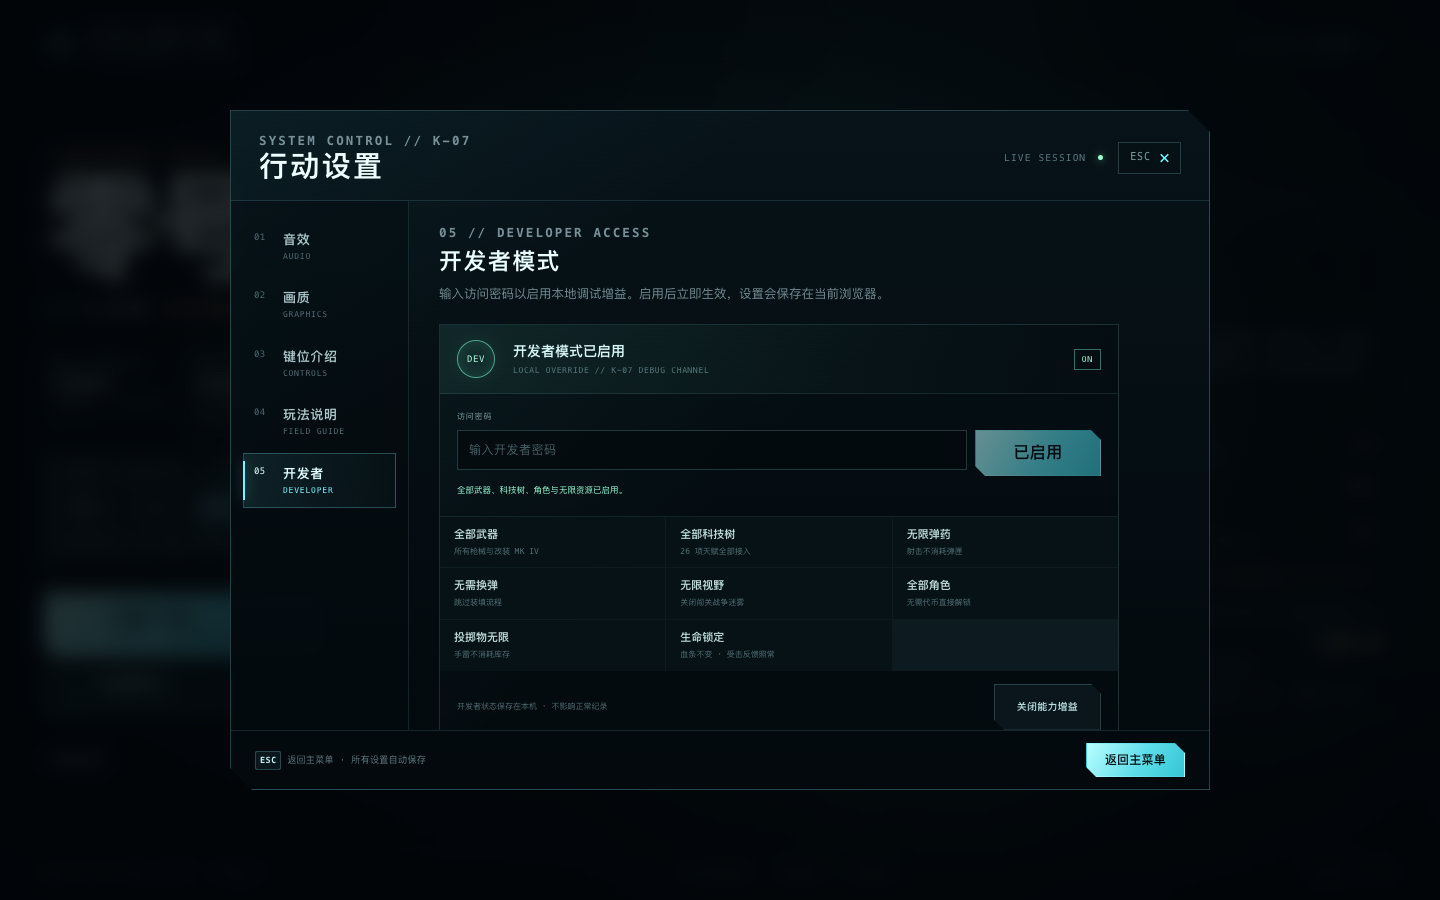 SYSTEM CONTROL // K-07
行动设置
LIVE SESSION
ESC ×
01 音效
AUDIO
02 画质
GRAPHICS
03 键位介绍
CONTROLS
04 玩法说明
FIELD GUIDE
05 开发者
DEVELOPER
05 // DEVELOPER ACCESS
开发者模式
输入访问密码以启用本地调试增益。启用后立即生效，设置会保存在当前浏览器。
DEV
开发者模式已启用
LOCAL OVERRIDE // K-07 DEBUG CHANNEL
ON
访问密码
输入开发者密码
已启用
全部武器、科技树、角色与无限资源已启用。
全部武器
所有枪械与改装 MK IV
全部科技树
26 项天赋全部接入
无限弹药
射击不消耗弹匣
无需换弹
跳过装填流程
无限视野
关闭闯关战争迷雾
全部角色
无需代币直接解锁
投掷物无限
手雷不消耗库存
生命锁定
血条不变 · 受击反馈照常
开发者状态保存在本机 · 不影响正常纪录
关闭能力增益
ESC 返回主菜单 · 所有设置自动保存
返回主菜单